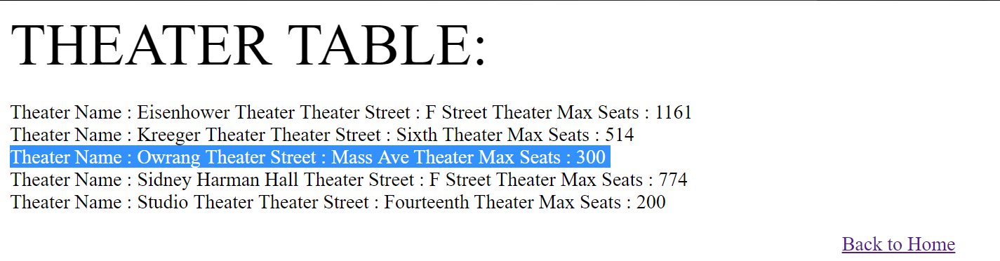 THEATER TABLE:
Theater Name : Eisenhower Theater Theater Street : F Street Theater Max Seats : 1161
Theater Name : Kreeger Theater Theater Street : Sixth Theater Max Seats : 514
Theater Name : Owrang Theater Street : Mass Ave Theater Max Seats : 300
Theater Name : Sidney Harman Hall Theater Street : F Street Theater Max Seats : 774
Theater Name : Studio Theater Theater Street : Fourteenth Theater Max Seats : 200
Back to Home